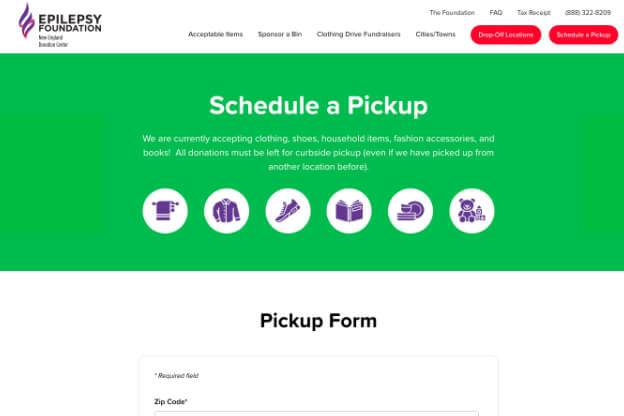 EPILEPSY
FOUNDATION
New England
Donation Center
The Foundation FAQ Tax Receipt (888) 322-8209
Acceptable Items Sponsor a Bin Clothing Drive Fundraisers Cities/Towns Drop-Off Locations Schedule a Pickup
Schedule a Pickup
We are currently accepting clothing, shoes, household items, fashion accessories, and
books! All donations must be left for curbside pickup (even if we have picked up from
another location before).
Pickup Form
* Required field
Zip Code*